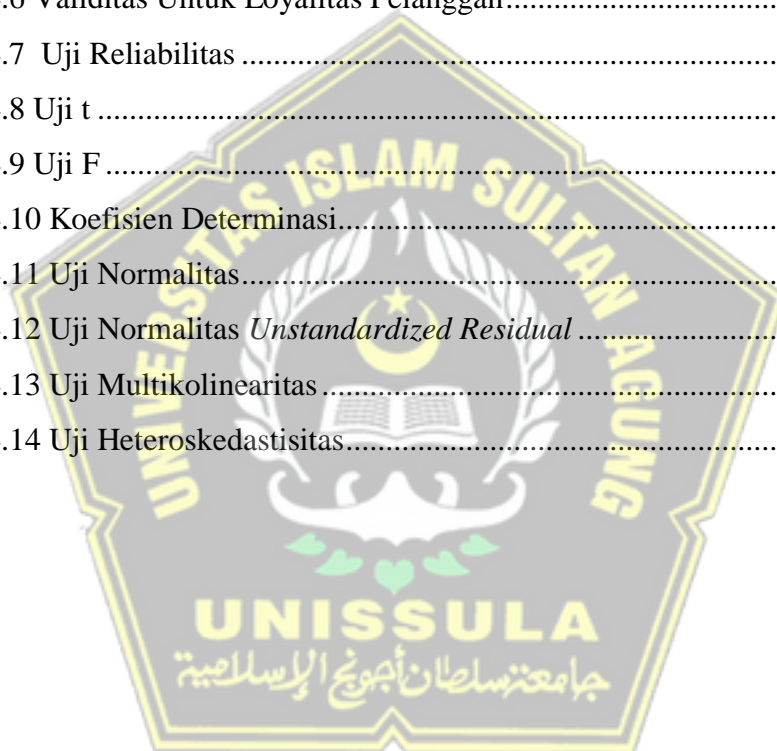 .6 Validitas Untuk Loyalitas Pelanggan
.7 Uji Reliabilitas
.8 Uji t
.9 Uji F
.10 Koefisien Determinasi
.11 Uji Normalitas
.12 Uji Normalitas Unstandardized Residual
.13 Uji Multikolinearitas
.14 Uji Heteroskedastisitas
UNIVERSITAS ISLAM SULTAN AGUNG
UNISSULA
جامعة سلطان أجونج الإسلامية